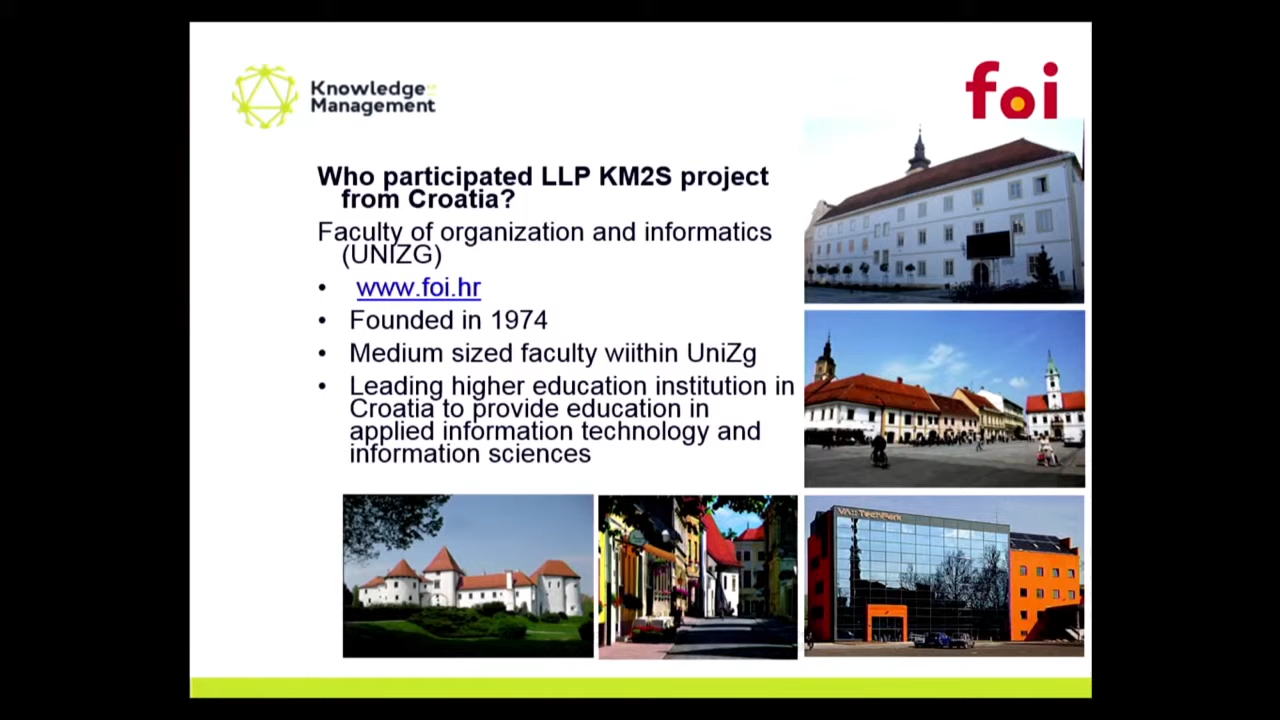 Knowledge
Management
foi
Who participated LLP KM2S project
from Croatia?
Faculty of organization and informatics
(UNIZG)
• www.foi.hr
• Founded in 1974
• Medium sized faculty wiithin UniZg
• Leading higher education institution in
Croatia to provide education in
applied information technology and
information sciences
TechPark